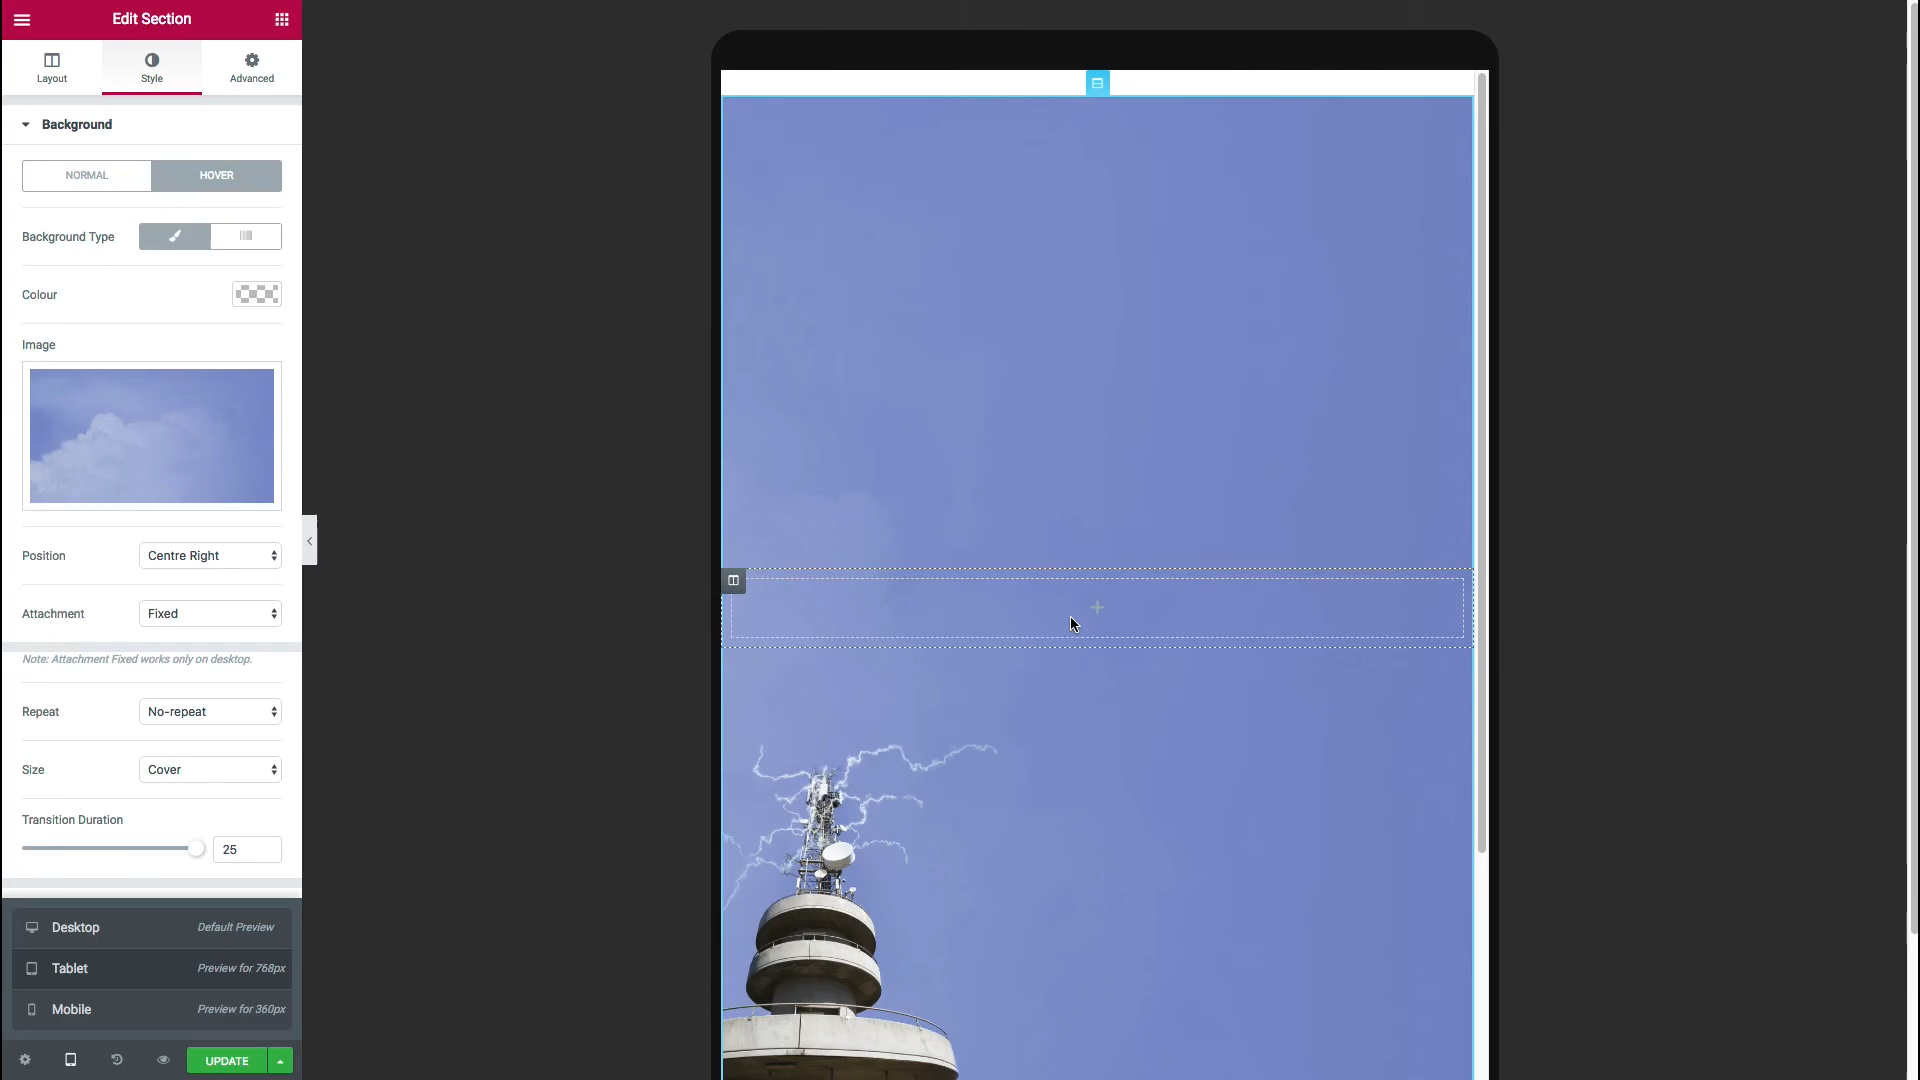 Edit Section
Layout
Style
Advanced
Background
NORMAL
HOVER
Background Type
Colour
Image
Position
Centre Right
Attachment
Fixed
Note: Attachment Fixed works only on desktop.
Repeat
No-repeat
Size
Cover
Transition Duration
25
Desktop
Default Preview
Tablet
Preview for 768px
Mobile
Preview for 360px
UPDATE